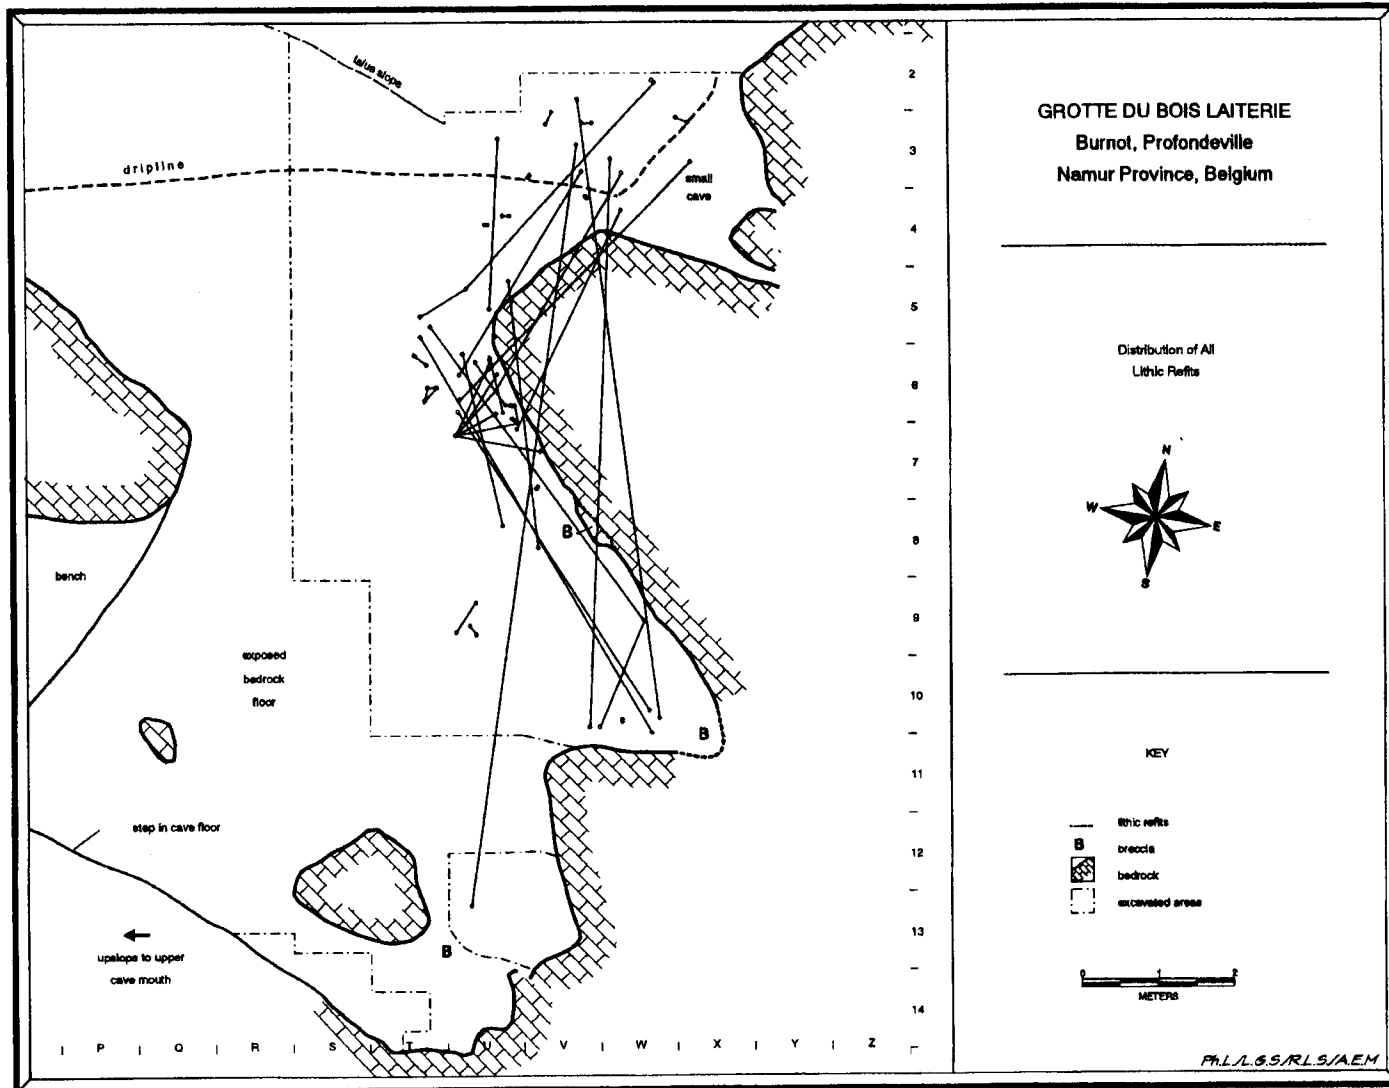 talus slope
dripline
small
cave
bench
exposed
bedrock
floor
step in cave floor
upslope to upper
cave mouth
B
B
B
2
3
4
5
6
7
8
9
10
11
12
13
14
P Q R S T U V W X Y Z
GROTTE DU BOIS LAITERIE
Burnot, Profondeville
Namur Province, Belgium
Distribution of All
Lithic Refits
N
W E
S
KEY
lithic refits
B breccia
bedrock
excavated areas
0 1 2
METERS
Ph.L./L.G.S/R.L.S/A.E.M